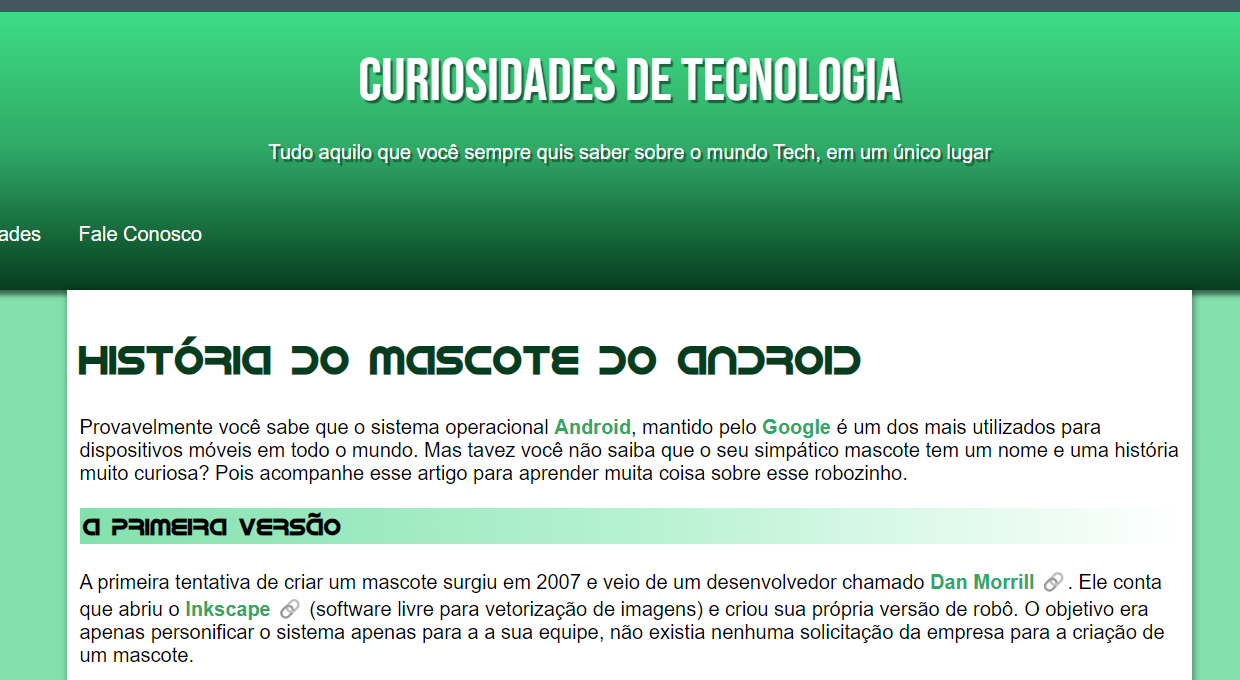 CURIOSIDADES DE TECNOLOGIA
Tudo aquilo que você sempre quis saber sobre o mundo Tech, em um único lugar
ades Fale Conosco
HISTÓRIA DO MASCOTE DO ANDROID
Provavelmente você sabe que o sistema operacional Android, mantido pelo Google é um dos mais utilizados para
dispositivos móveis em todo o mundo. Mas tavez você não saiba que o seu simpático mascote tem um nome e uma história
muito curiosa? Pois acompanhe esse artigo para aprender muita coisa sobre esse robozinho.
A PRIMEIRA VERSÃO
A primeira tentativa de criar um mascote surgiu em 2007 e veio de um desenvolvedor chamado Dan Morrill . Ele conta
que abriu o Inkscape (software livre para vetorização de imagens) e criou sua própria versão de robô. O objetivo era
apenas personificar o sistema apenas para a a sua equipe, não existia nenhuma solicitação da empresa para a criação de
um mascote.